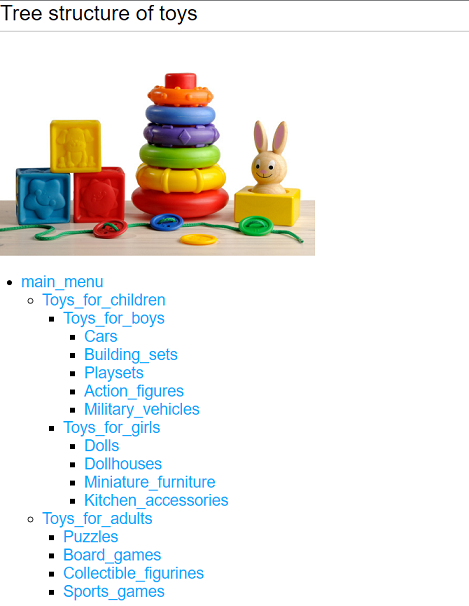 Tree structure of toys
main_menu
Toys_for_children
Toys_for_boys
Cars
Building_sets
Playsets
Action_figures
Military_vehicles
Toys_for_girls
Dolls
Dollhouses
Miniature_furniture
Kitchen_accessories
Toys_for_adults
Puzzles
Board_games
Collectible_figurines
Sports_games